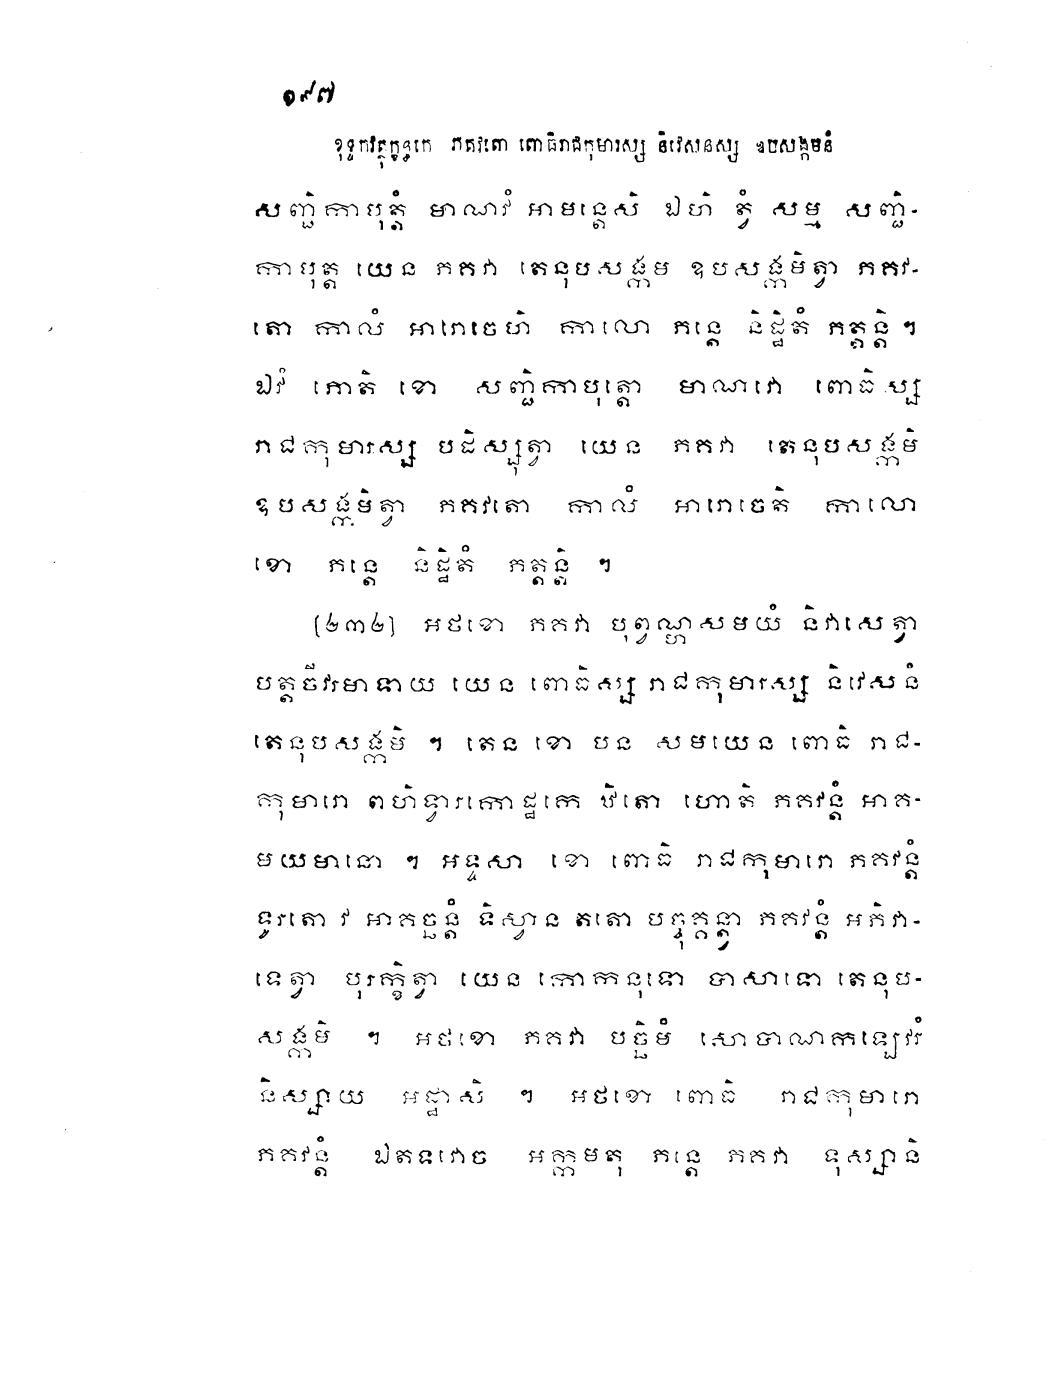 ១៩៧
ខុទ្ទកវត្ថុក្ខន្ធកេ ភគវតោ ពោធិរាជកុមារស្ស និវេសនស្ស ឧបសង្កមនំ
សញ្ជិកាបុត្តំ មាណវំ អាមន្តេសិ ឯហិ ត្វំ សម្ម សញ្ជិ-
កាបុត្ត យេន ភគវា តេនុបសង្កម ឧបសង្កមិត្វា ភគវ-
តោ កាលំ អារោចេហិ កាលោ ភន្តេ និដ្ឋិតំ ភត្តន្តិ ។
ឯវំ ភោតិ ខោ សញ្ជិកាបុត្តោ មាណវោ ពោធិស្ស
រាជកុមារស្ស បដិស្សុត្វា យេន ភគវា តេនុបសង្កមិ
ឧបសង្កមិត្វា ភគវតោ កាលំ អារោចេតិ កាលោ
ខោ ភន្តេ និដ្ឋិតំ ភត្តន្តិ ។
[២៣២] អថខោ ភគវា បុព្វណ្ហសមយំ និវាសេត្វា
បត្តចីវរមាទាយ យេន ពោធិស្ស រាជកុមារស្ស និវេសនំ
តេនុបសង្កមិ ។ តេន ខោ បន សមយេន ពោធិ រាជ-
កុមារោ ពហិទ្វារកោដ្ឋកេ ឋិតោ ហោតិ ភគវន្តំ អាគ-
មយមានោ ។ អទ្ទសា ខោ ពោធិ រាជកុមារោ ភគវន្តំ
ទូរតោ វ អាគច្ឆន្តំ ទិស្វាន តតោ បច្ចុគ្គន្ត្វា ភគវន្តំ អភិវា-
ទេត្វា បុរក្ខិត្វា យេន កោកនុទោ បាសាទោ តេនុប-
សង្កមិ ។ អថខោ ភគវា បច្ឆិមំ សោបាណកឡេវរំ
និស្សាយ អដ្ឋាសិ ។ អថខោ ពោធិ រាជកុមារោ
ភគវន្តំ ឯតទវោច អក្កមតុ ភន្តេ ភគវា ទុស្សានិ